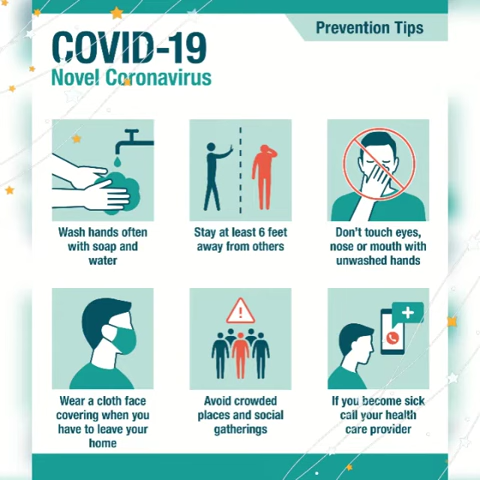 Prevention Tips
COVID-19
Novel Coronavirus
Wash hands often
with soap and
water
Stay at least 6 feet
away from others
Don't touch eyes,
nose or mouth with
unwashed hands
Wear a cloth face
covering when you
have to leave your
home
Avoid crowded
places and social
gatherings
If you become sick
call your health
care provider